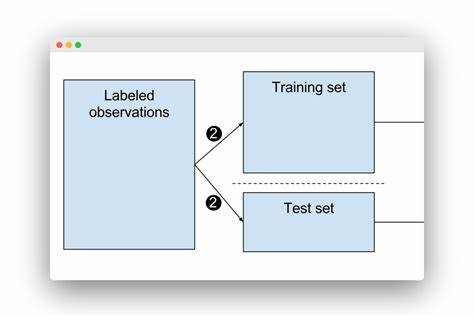 Labeled
observations
2
Training set
2
Test set